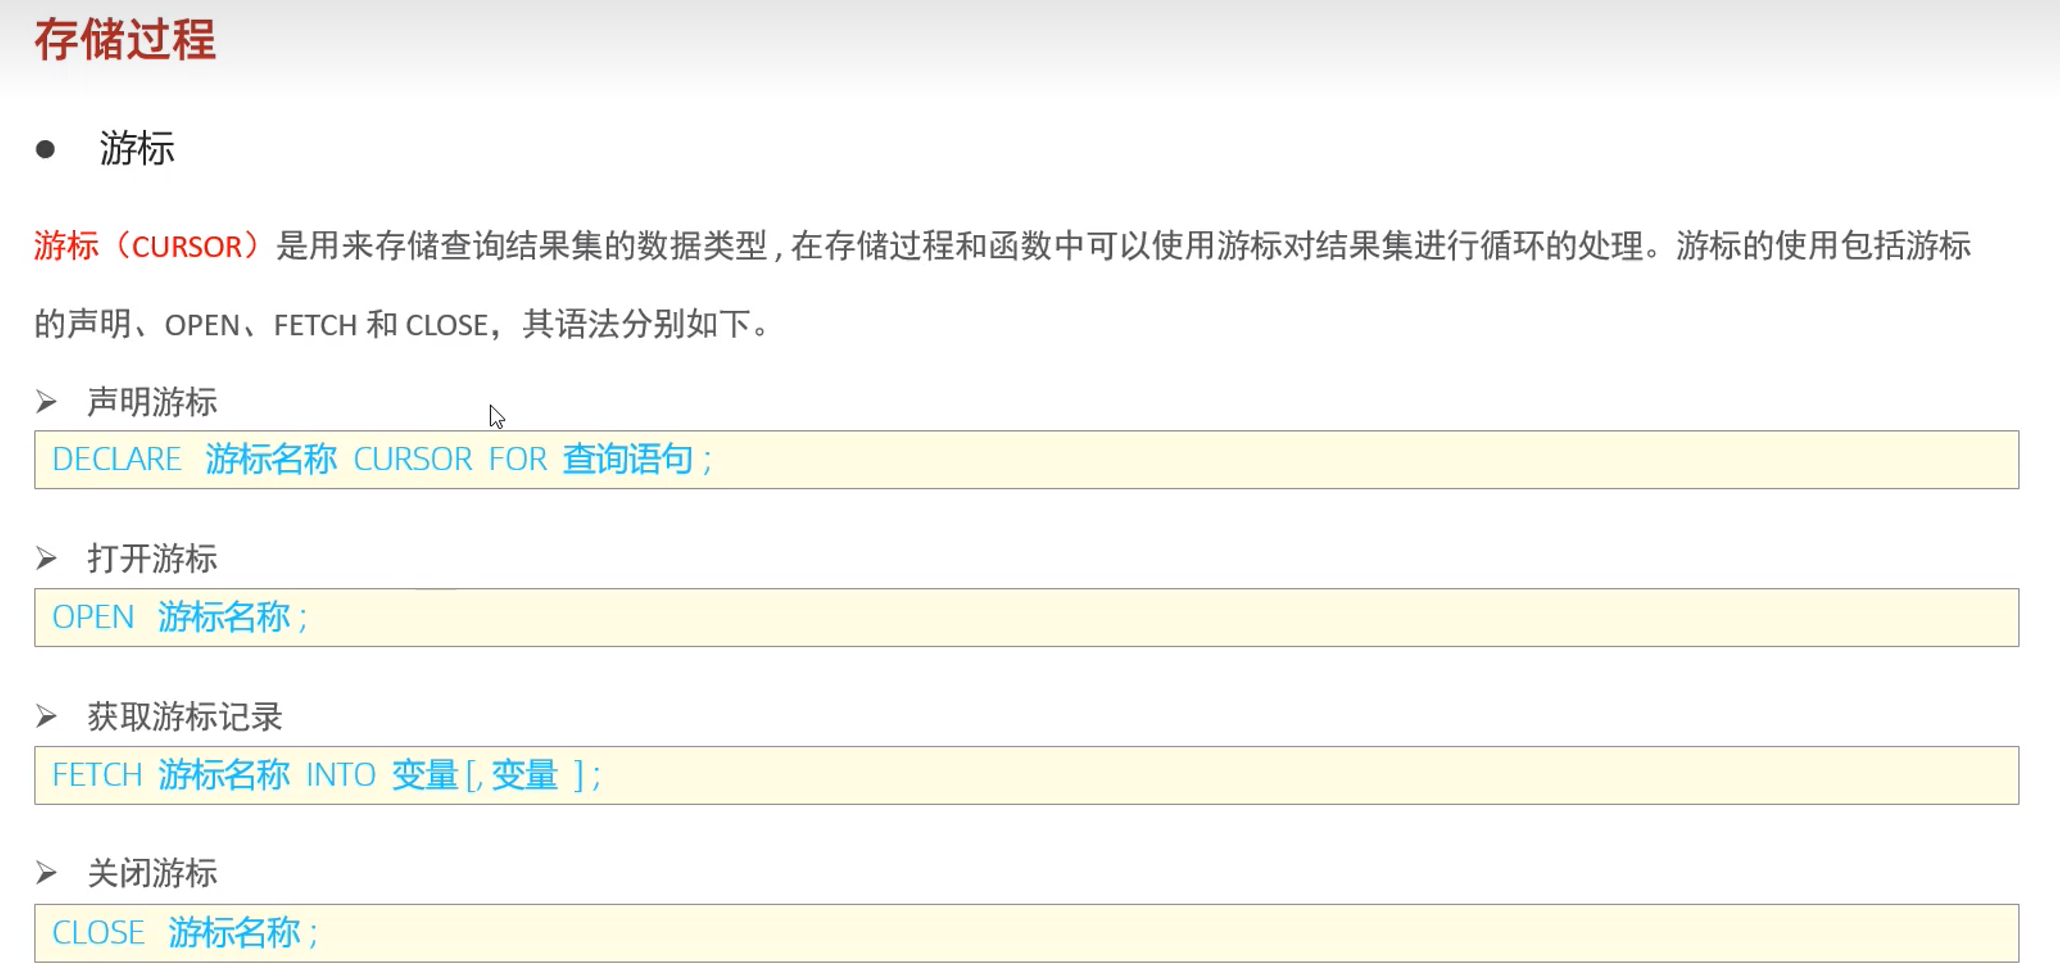 存储过程
● 游标
游标（CURSOR）是用来存储查询结果集的数据类型 , 在存储过程和函数中可以使用游标对结果集进行循环的处理。游标的使用包括游标
的声明、OPEN、FETCH 和 CLOSE，其语法分别如下。
➢ 声明游标
DECLARE 游标名称 CURSOR FOR 查询语句 ;
➢ 打开游标
OPEN 游标名称 ;
➢ 获取游标记录
FETCH 游标名称 INTO 变量 [, 变量 ] ;
➢ 关闭游标
CLOSE 游标名称 ;